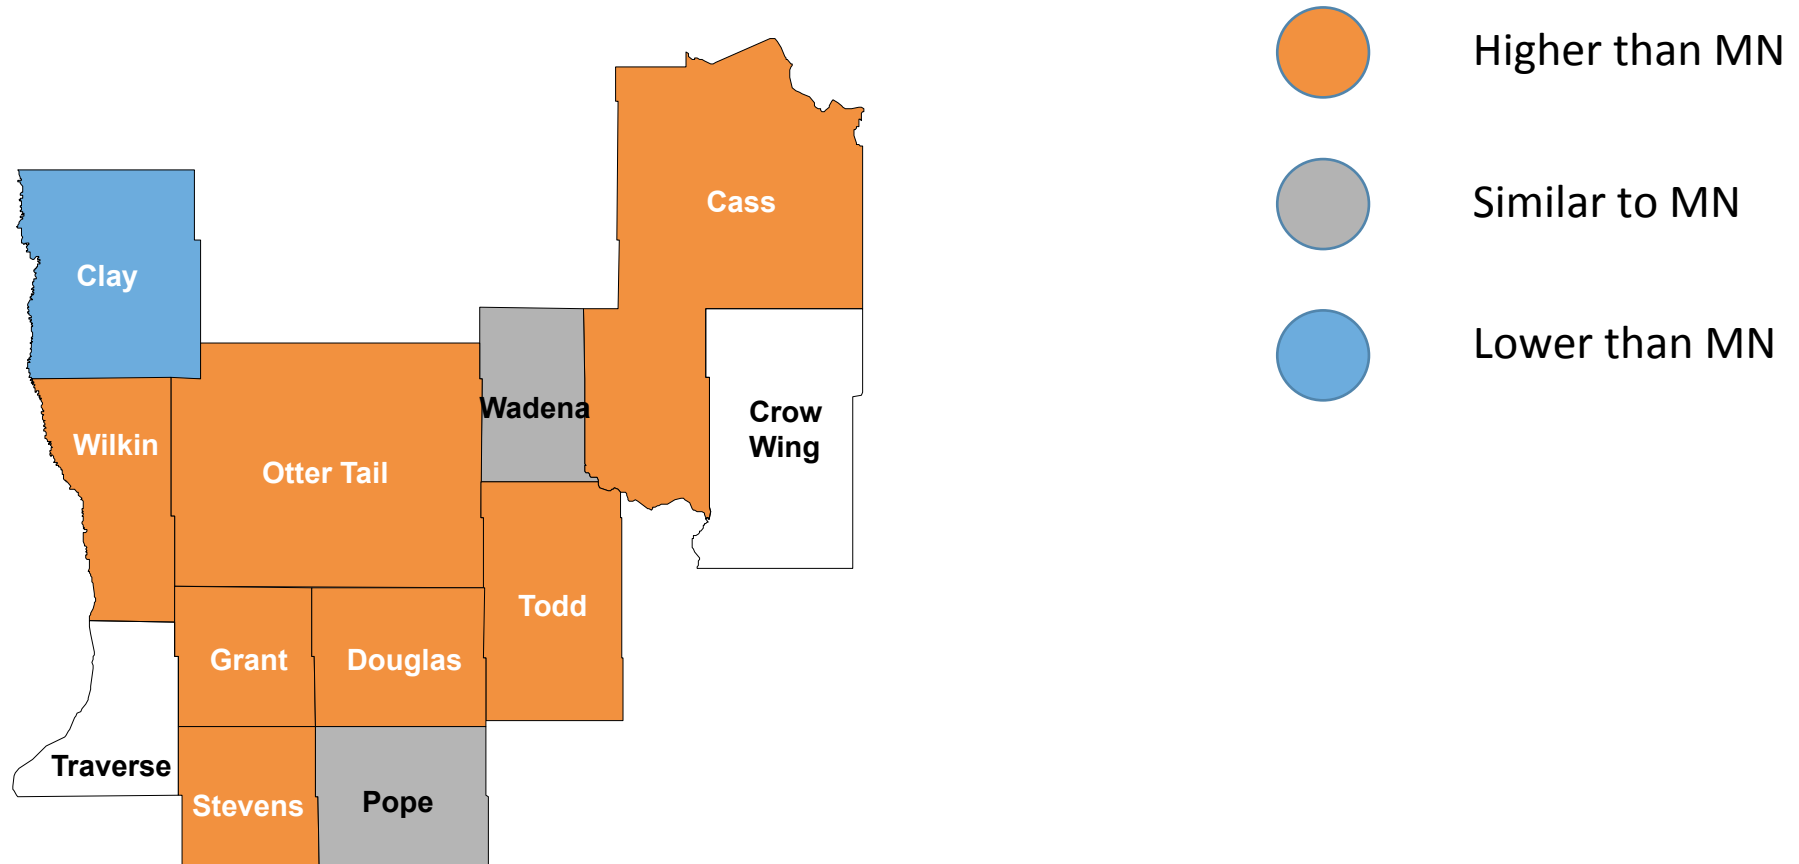 Higher than MN
Cass
Similar to MN
Clay
Lower than MN
Wadena
Crow
Wing
Wilkin
Otter Tail
Todd
Grant
Douglas
Traverse
Stevens
Pope